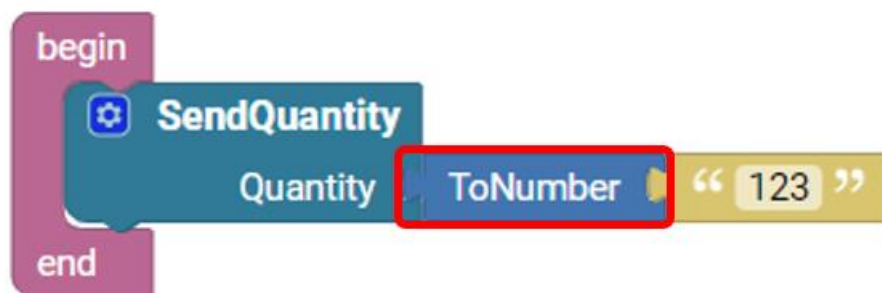 begin
SendQuantity
Quantity ToNumber “ 123 ”
end